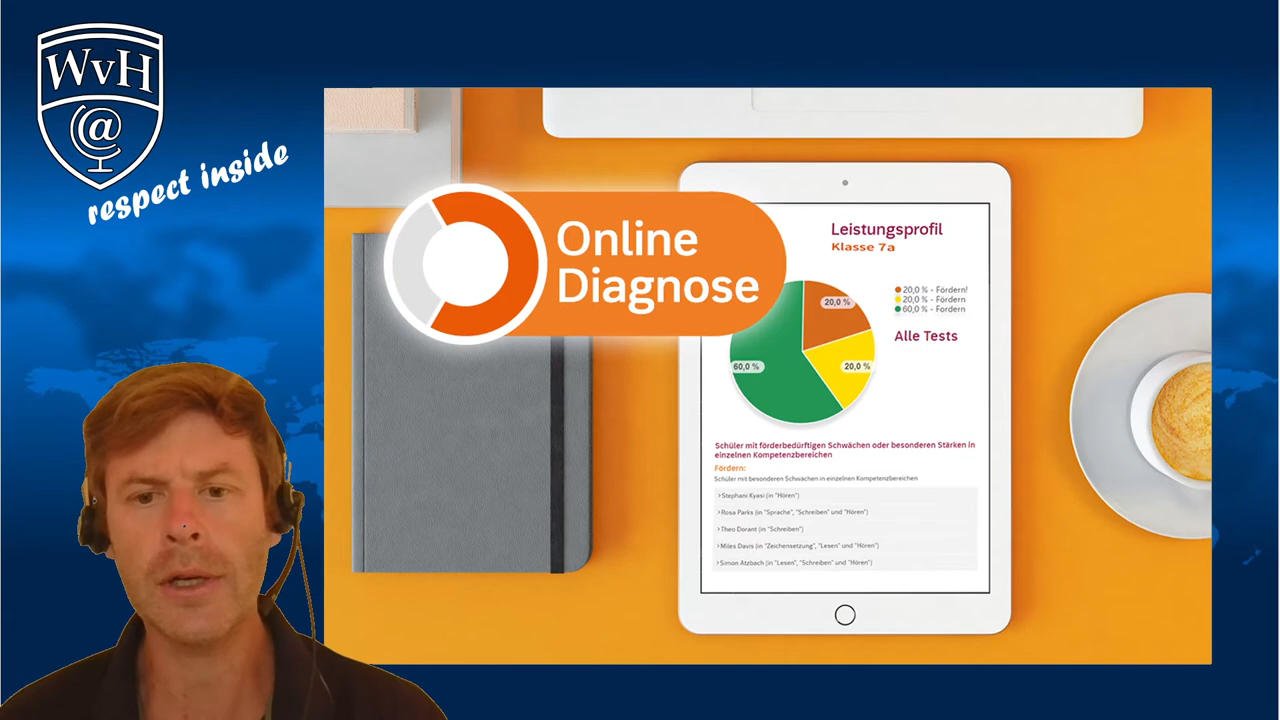 WvH
@
respect inside
Online
Diagnose
Leistungsprofil
Klasse 7a
20,0 %
20,0 %
60,0 %
20,0 % - Fördern!
20,0 % - Fördern
60,0 % - Fordern
Alle Tests
Schüler mit förderbedürftigen Schwächen oder besonderen Stärken in
einzelnen Kompetenzbereichen
Fördern:
Schüler mit besonderen Schwächen in einzelnen Kompetenzbereichen
›Stephani Kyasi (in "Hören")
›Rosa Parks (in "Sprache", "Schreiben" und "Hören")
›Theo Dorant (in "Schreiben")
›Miles Davis (in "Zeichensetzung", "Lesen" und "Hören")
›Simon Atzbach (in "Lesen", "Schreiben" und "Hören")